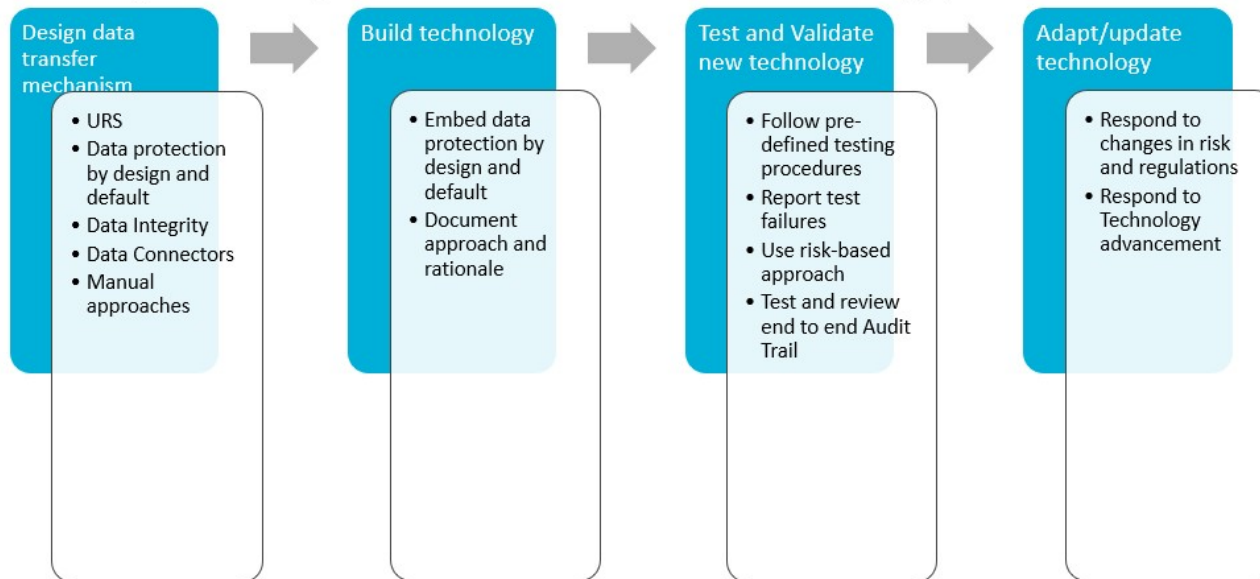 Design data
transfer
mechanism
• URS
• Data protection
by design and
default
• Data Integrity
• Data Connectors
• Manual
approaches
Build technology
• Embed data
protection by
design and
default
• Document
approach and
rationale
Test and Validate
new technology
• Follow pre-
defined testing
procedures
• Report test
failures
• Use risk-based
approach
• Test and review
end to end Audit
Trail
Adapt/update
technology
• Respond to
changes in risk
and regulations
• Respond to
Technology
advancement